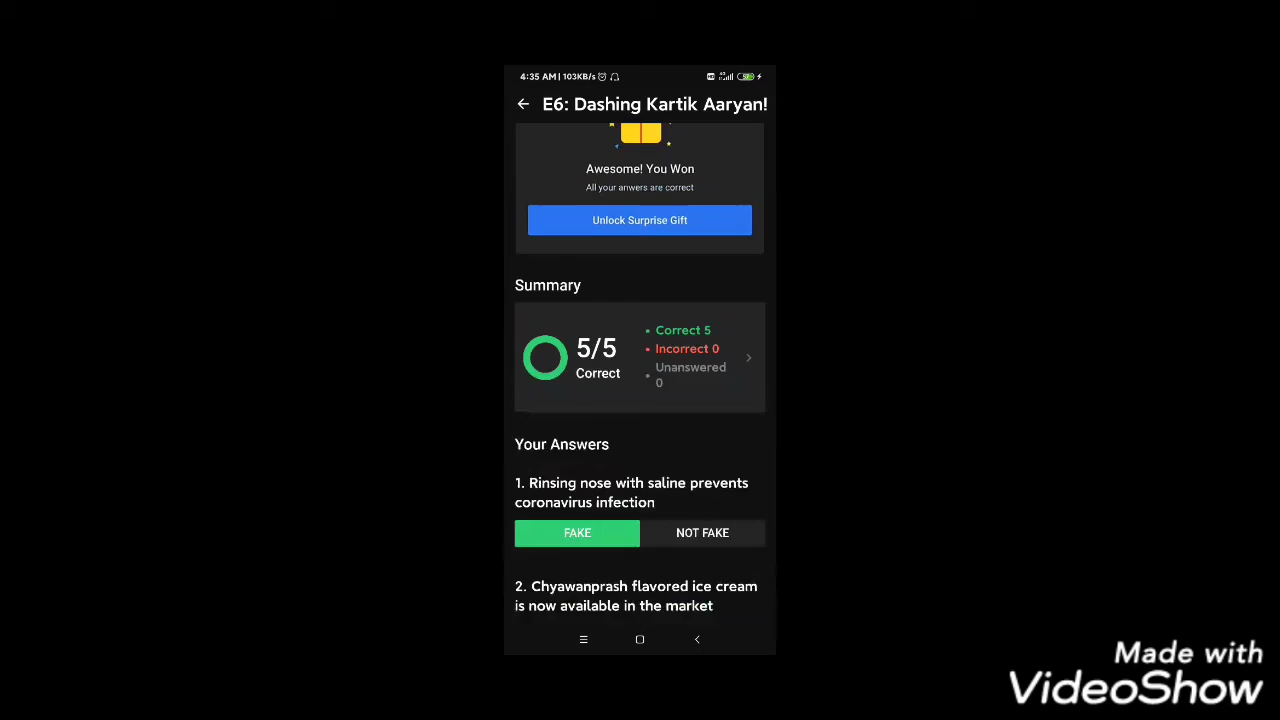 4:35 AM | 103KB/s
57
E6: Dashing Kartik Aaryan!
Awesome! You Won
All your anwers are correct
Unlock Surprise Gift
Summary
5/5
Correct
• Correct 5
• Incorrect 0
• Unanswered
0
Your Answers
1. Rinsing nose with saline prevents
coronavirus infection
FAKE NOT FAKE
2. Chyawanprash flavored ice cream
is now available in the market
Made with
VideoShow